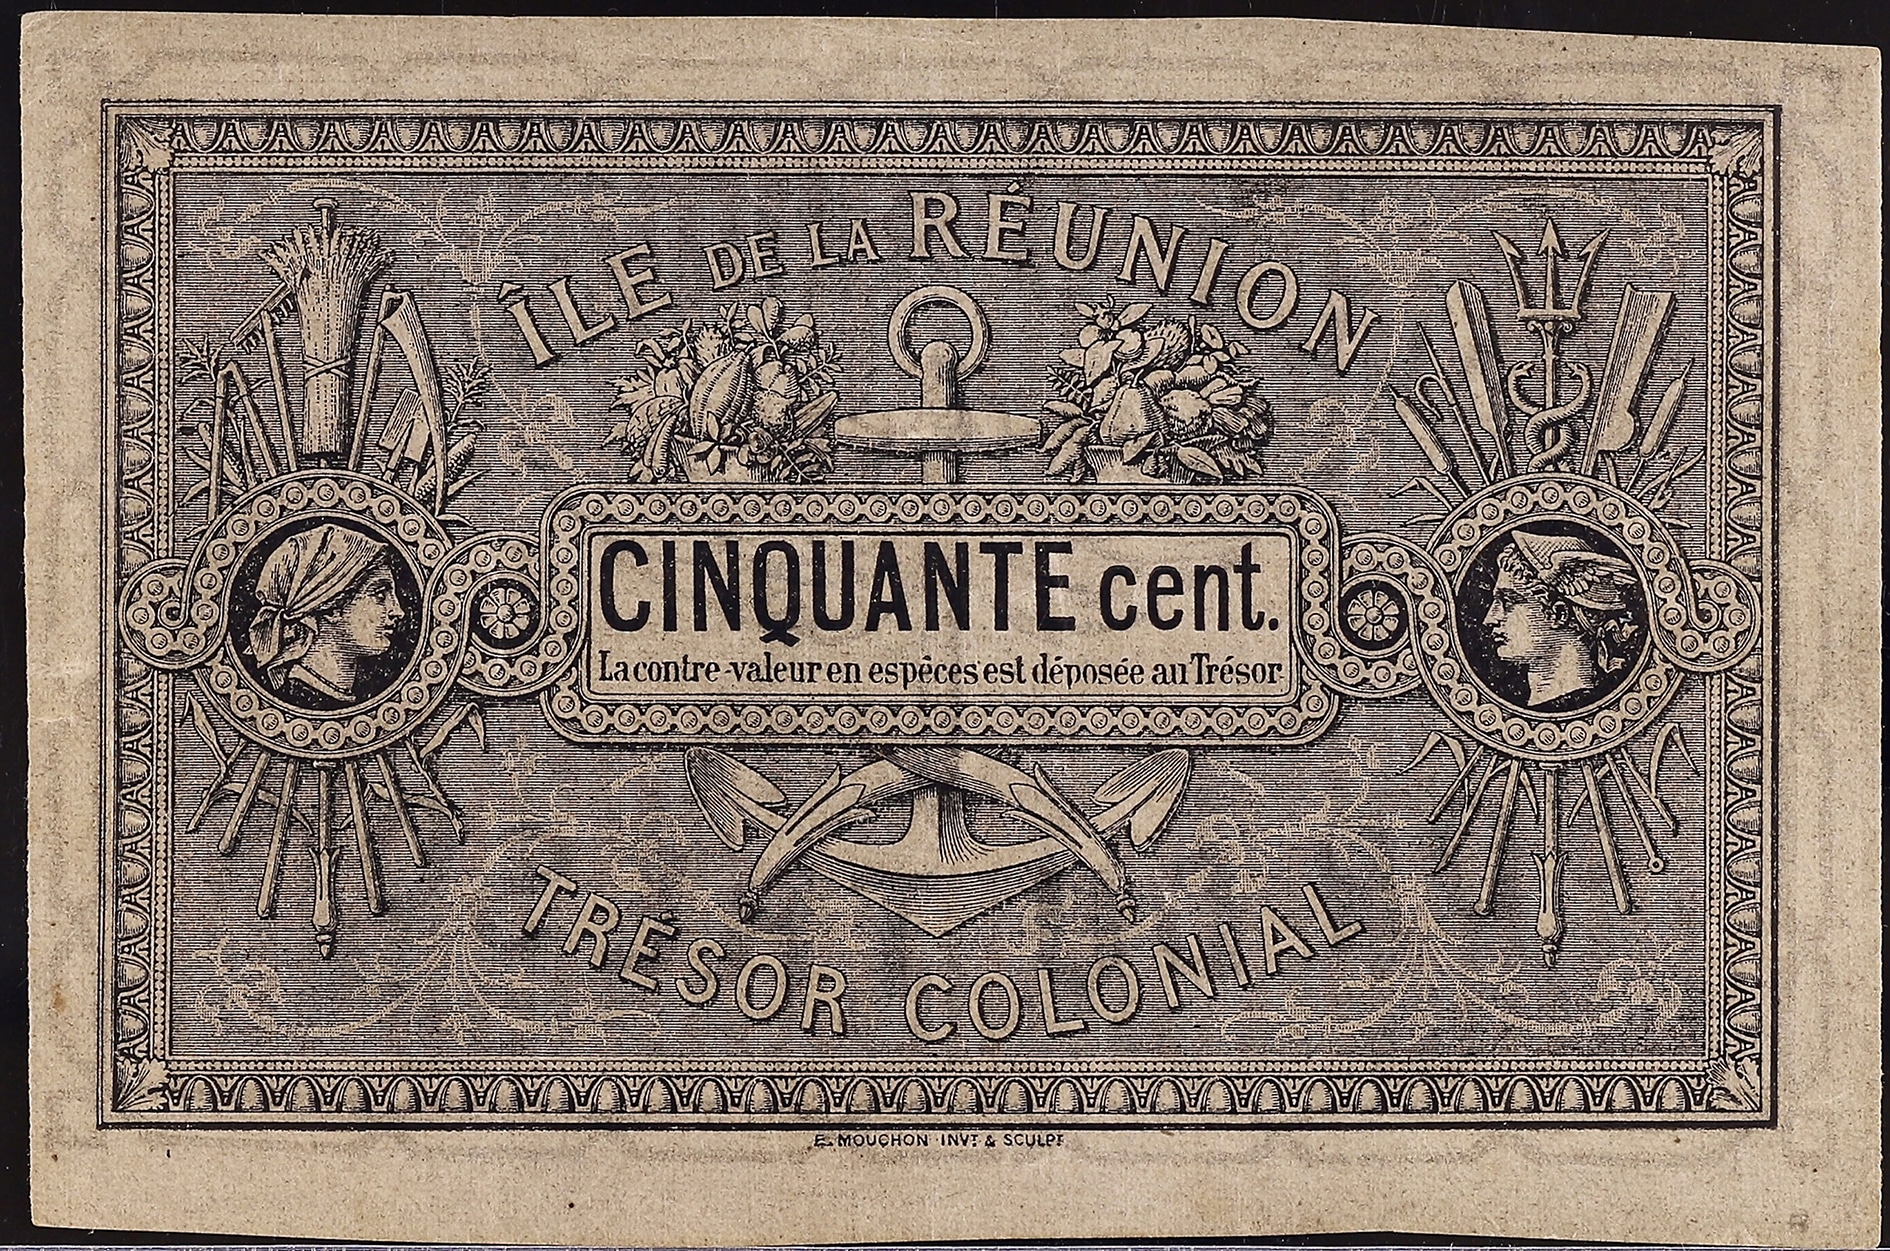 ÎLE DE LA RÉUNION
CINQUANTE cent.
La contre-valeur en espèces est déposée au Trésor
TRÉSOR COLONIAL
E. MOUCHON INVT & SCULPT